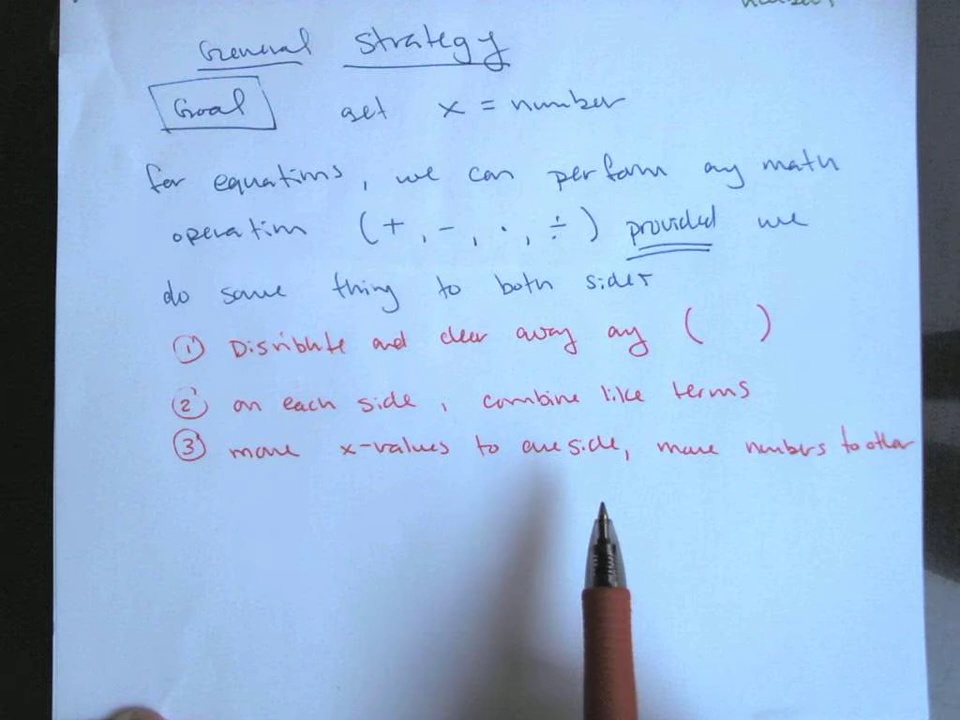 General Strategy
Goal get x = number
for equations, we can perform any math
operation (+, -, ·, ÷) provided we
do same thing to both sides
① Disribute and clear away any ( )
② on each side, combine like terms
③ move x-values to one side, move numbers to other